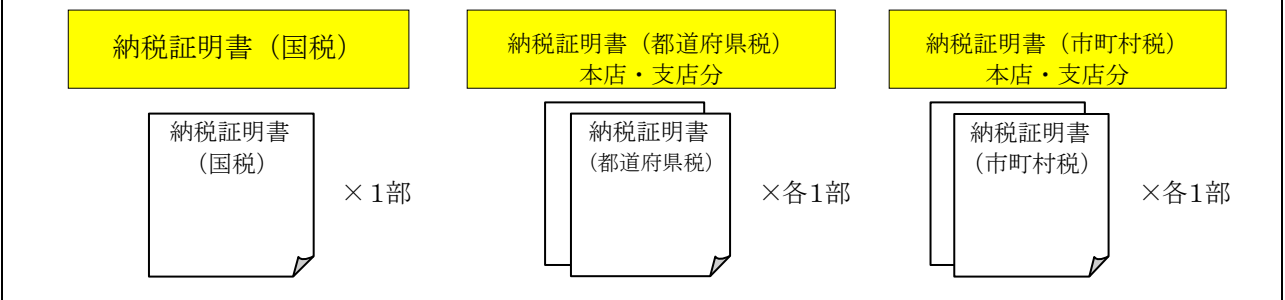 納税証明書（国税）
納税証明書（都道府県税）
本店・支店分
納税証明書（市町村税）
本店・支店分
納税証明書
（国税）
×１部
納税証明書
（都道府県税）
×各1部
納税証明書
（市町村税）
×各1部